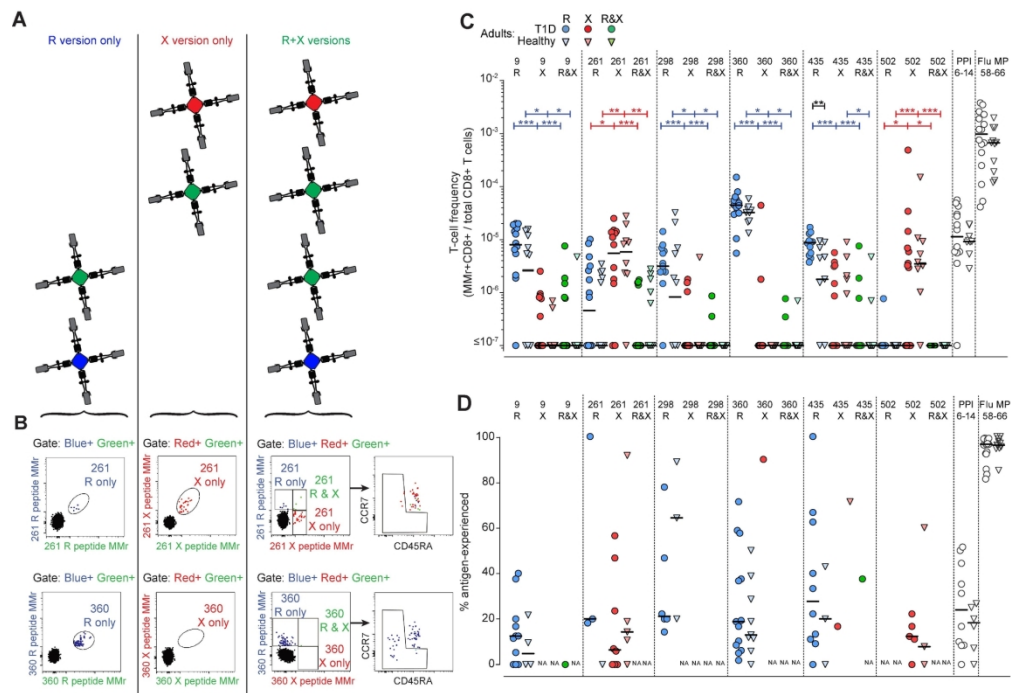 A
R version only
X version only
R+X versions
B
Gate: Blue+ Green+
Gate: Red+ Green+
Gate: Blue+ Red+ Green+
261 R peptide MMr
261
R only
261 R peptide MMr
261 X peptide MMr
261
X only
261 X peptide MMr
261 R peptide MMr
261
R only
261
R & X
261
X only
261 X peptide MMr
CCR7
CD45RA
Gate: Blue+ Green+
Gate: Red+ Green+
Gate: Blue+ Red+ Green+
360 R peptide MMr
360
R only
360 R peptide MMr
360 X peptide MMr
360
X only
360 X peptide MMr
360 R peptide MMr
360
R only
360
R & X
360
X only
360 X peptide MMr
CCR7
CD45RA
C
R X R&X
Adults: T1D
Healthy
9 9 9 261 261 261 298 298 298 360 360 360 435 435 435 502 502 502 PPI Flu MP
R X R&X R X R&X R X R&X R X R&X R X R&X R X R&X 6-14 58-66
T-cell frequency
(MMr+CD8+ / total CD8+ T cells)
10-2
10-3
10-4
10-5
10-6
≤10-7
* * ** ** * * * * ** * *** ***
*** *** * *** *** *** *** *** *** *** * *
D
9 9 9 261 261 261 298 298 298 360 360 360 435 435 435 502 502 502 PPI Flu MP
R X R&X R X R&X R X R&X R X R&X R X R&X R X R&X 6-14 58-66
% antigen-experienced
100
80
60
40
20
0
NA NA NA NA NA NA NA NA NA NA NA NA NA NA NA NA NA